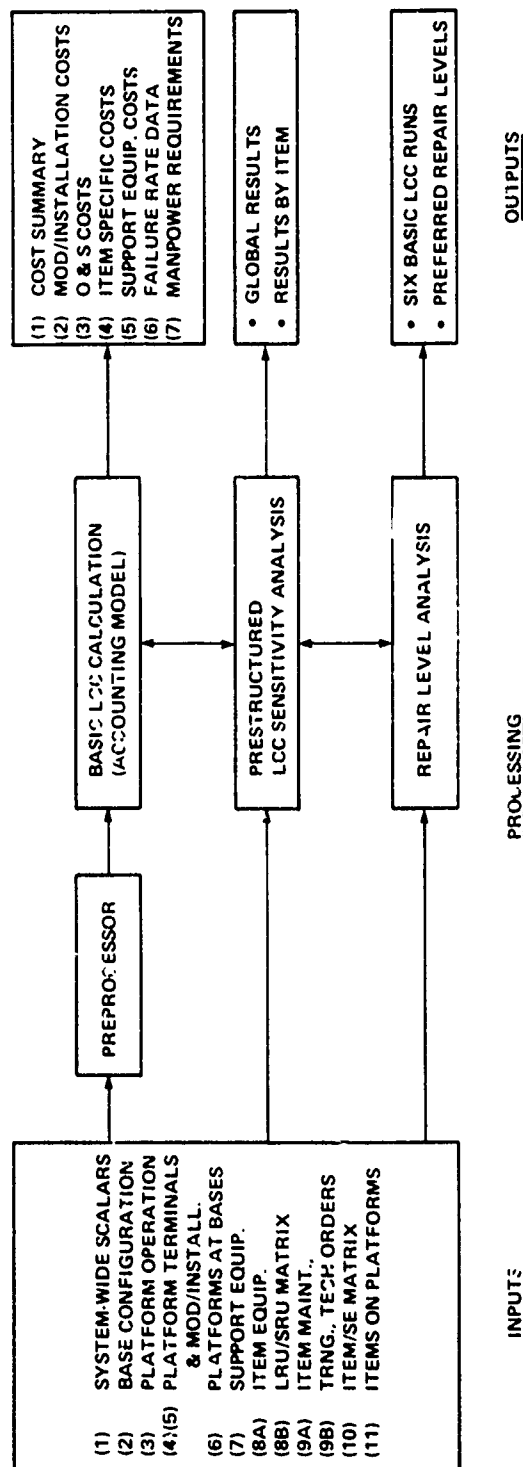 (1) SYSTEM-WIDE SCALARS
(2) BASE CONFIGURATION
(3) PLATFORM OPERATION
(4)(5) PLATFORM TERMINALS
& MOD/INSTALL.
(6) PLATFORMS AT BASES
(7) SUPPORT EQUIP.
(8A) ITEM EQUIP.
(8B) LRU/SRU MATRIX
(9A) ITEM MAINT.,
(9B) TRNG., TECH ORDERS
(10) ITEM/SE MATRIX
(11) ITEMS ON PLATFORMS
INPUTS
PREPROCESSOR
BASIC LCC CALCULATION
(ACCOUNTING MODEL)
PRESTRUCTURED
LCC SENSITIVITY ANALYSIS
REPAIR LEVEL ANALYSIS
PROCESSING
(1) COST SUMMARY
(2) MOD/INSTALLATION COSTS
(3) O & S COSTS
(4) ITEM SPECIFIC COSTS
(5) SUPPORT EQUIP. COSTS
(6) FAILURE RATE DATA
(7) MANPOWER REQUIREMENTS
• GLOBAL RESULTS
• RESULTS BY ITEM
• SIX BASIC LCC RUNS
• PREFERRED REPAIR LEVELS
OUTPUTS